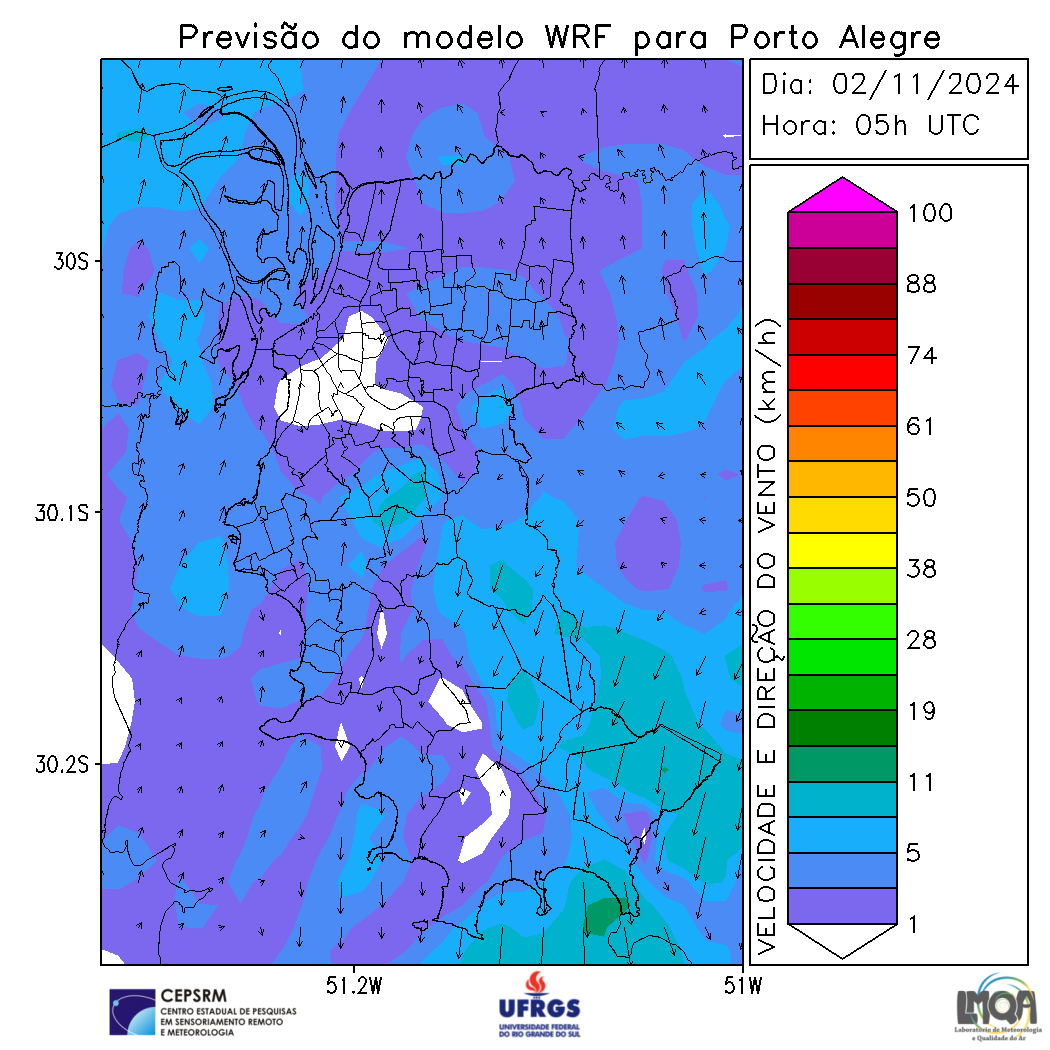 Previsão do modelo WRF para Porto Alegre
Dia: 02/11/2024
Hora: 05h UTC
30S
30.1S
30.2S
51.2W
51W
VELOCIDADE E DIREÇÃO DO VENTO (km/h)
100
88
74
61
50
38
28
19
11
5
1
CEPSRM
CENTRO ESTADUAL DE PESQUISAS
EM SENSORIAMENTO REMOTO
E METEOROLOGIA
UFRGS
UNIVERSIDADE FEDERAL
DO RIO GRANDE DO SUL
LMQA
Laboratório de Meteorologia
e Qualidade do Ar